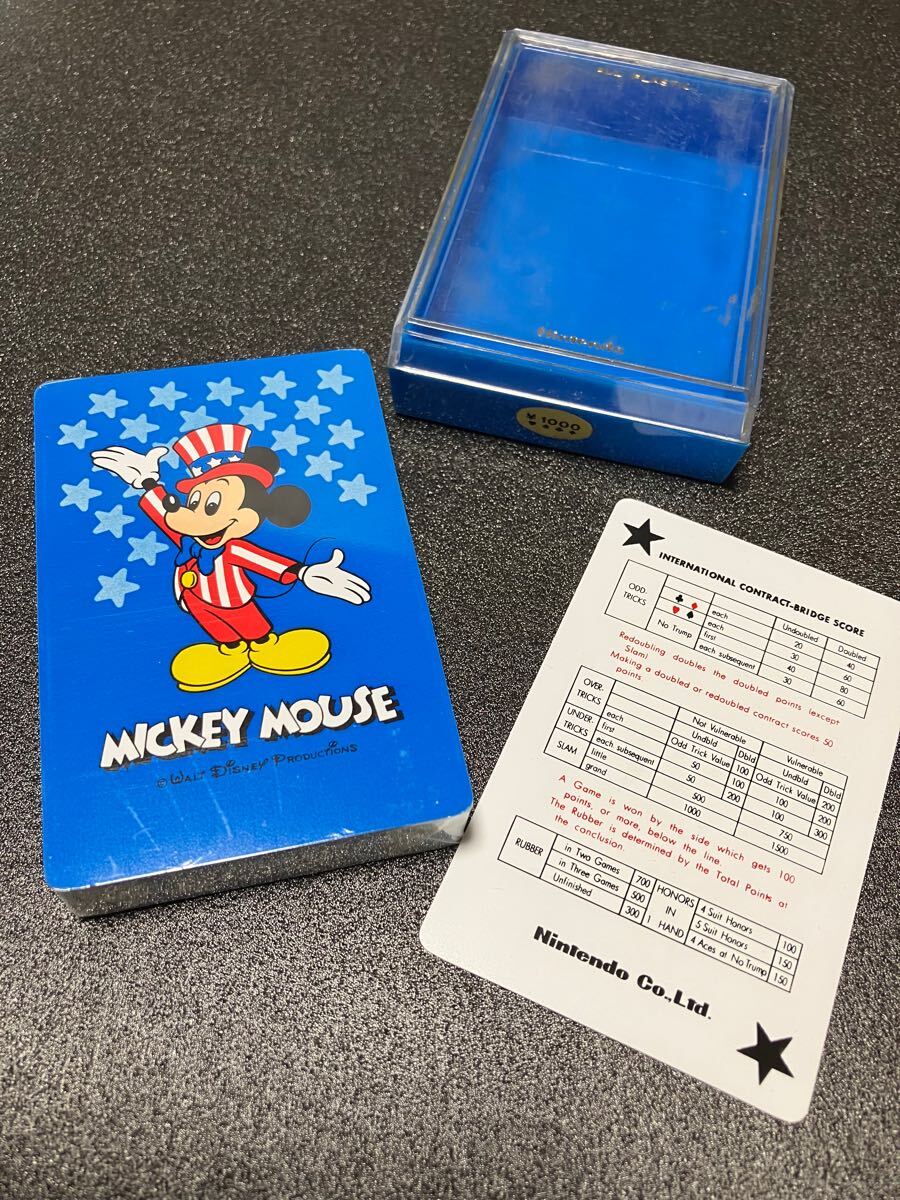 ALL PLASTIC
Nintendo
¥1000
MICKEY MOUSE
© WALT DISNEY PRODUCTIONS
INTERNATIONAL CONTRACT-BRIDGE SCORE
ODD. TRICKS
Undoubled Doubled
♣ ♦ each 20 40
♥ ♠ each 30 60
No Trump first 40 80
each subsequent 30 60
Redoubling doubles the doubled points (except
Slam)
Making a doubled or redoubled contract scores 50
points.
Not Vulnerable Vulnerable
Undbld Dbld Undbld Dbld
OVER. TRICKS each Odd Trick Value 100 Odd Trick Value 200
UNDER. TRICKS first 50 100 100 200
each subsequent 50 200 100 300
SLAM little 500 750
grand 1000 1500
A Game is won by the side which gets 100
points, or more, below the line.
The Rubber is determined by the Total Points at
the conclusion.
RUBBER in Two Games 700
in Three Games 500
Unfinished 300
HONORS IN 1 HAND 4 Suit Honors 100
5 Suit Honors 150
4 Aces at No Trump 150
Nintendo Co.,Ltd.